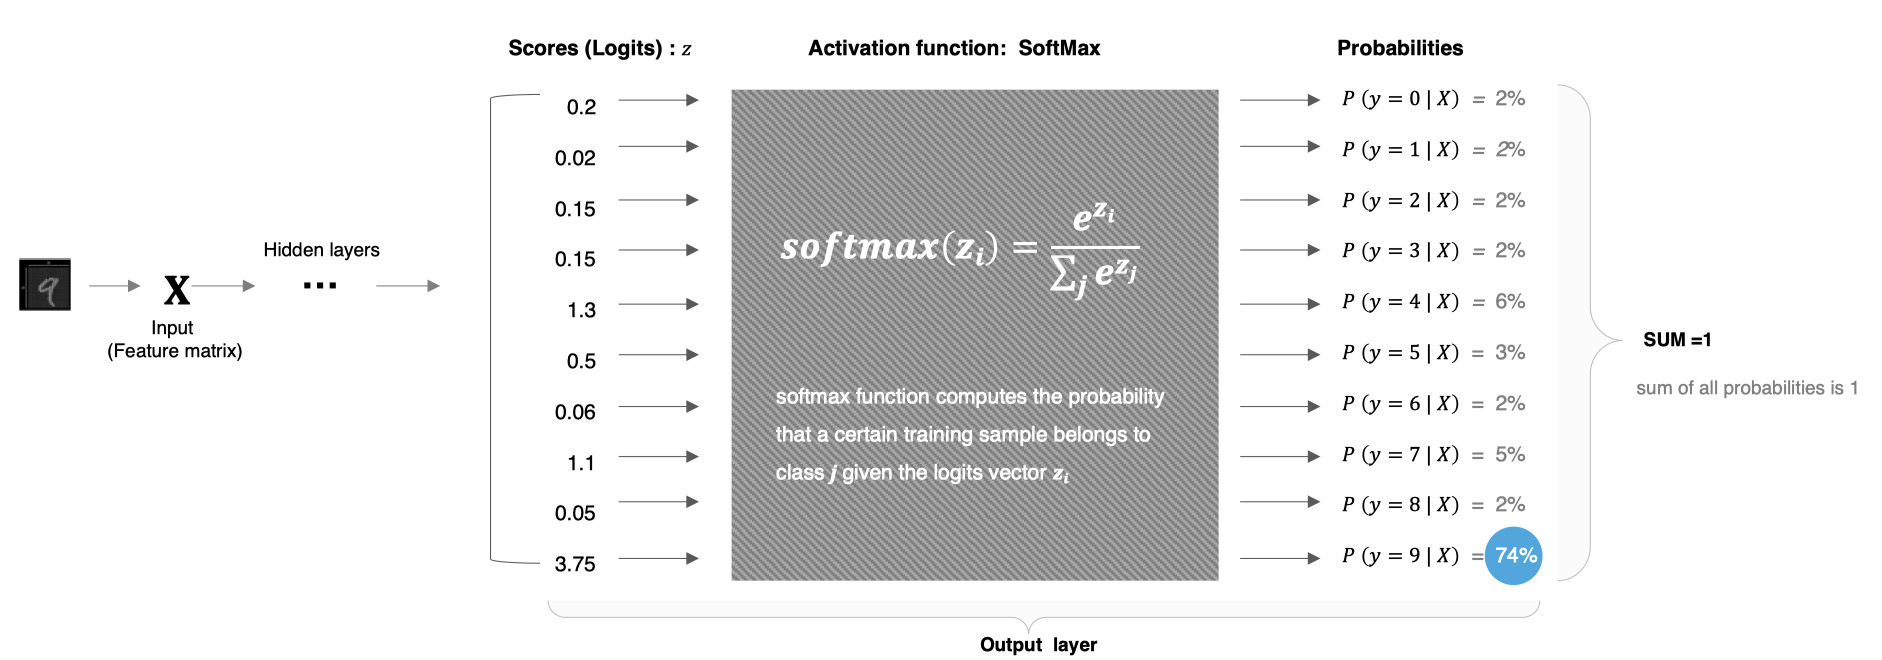 Scores (Logits) : z
Activation function: SoftMax
Probabilities
0.2
0.02
0.15
0.15
1.3
0.5
0.06
1.1
0.05
3.75
9
X
Input
(Feature matrix)
Hidden layers
...
softmax(z_i) = e^{z_i} / ∑_j e^{z_j}
softmax function computes the probability
that a certain training sample belongs to
class j given the logits vector z_i
P (y = 0 | X) = 2%
P (y = 1 | X) = 2%
P (y = 2 | X) = 2%
P (y = 3 | X) = 2%
P (y = 4 | X) = 6%
P (y = 5 | X) = 3%
P (y = 6 | X) = 2%
P (y = 7 | X) = 5%
P (y = 8 | X) = 2%
P (y = 9 | X) = 74%
SUM =1
sum of all probabilities is 1
Output layer